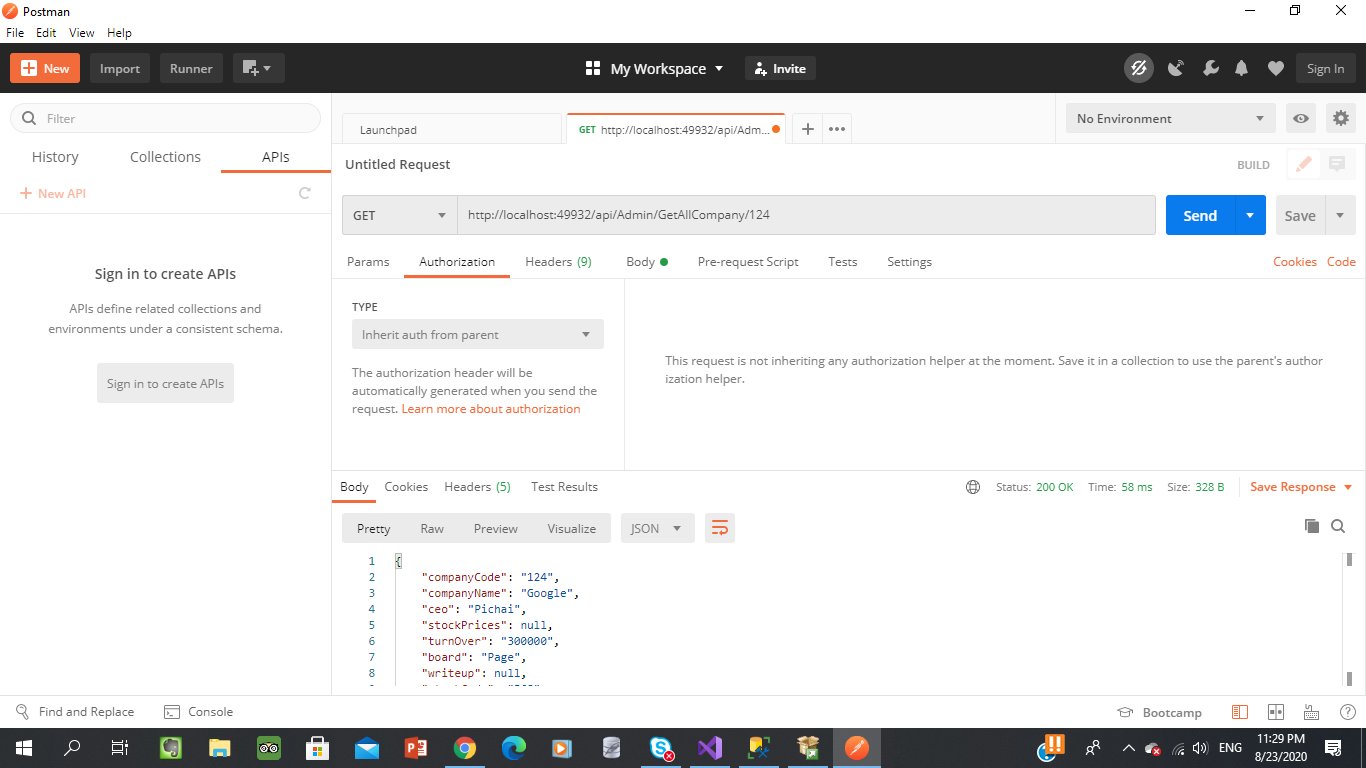 Postman
File Edit View Help
New Import Runner My Workspace Invite Sign In
Filter
History Collections APIs
New API
Sign in to create APIs
APIs define related collections and
environments under a consistent schema.
Sign in to create APIs
Launchpad GET http://localhost:49932/api/Adm... No Environment
Untitled Request BUILD
GET http://localhost:49932/api/Admin/GetAllCompany/124 Send Save
Params Authorization Headers (9) Body Pre-request Script Tests Settings Cookies Code
TYPE
Inherit auth from parent
The authorization header will be
automatically generated when you send the
request. Learn more about authorization
This request is not inheriting any authorization helper at the moment. Save it in a collection to use the parent's author
ization helper.
Body Cookies Headers (5) Test Results Status: 200 OK Time: 58 ms Size: 328 B Save Response
Pretty Raw Preview Visualize JSON
1 {
2 "companyCode": "124",
3 "companyName": "Google",
4 "ceo": "Pichai",
5 "stockPrices": null,
6 "turnOver": "300000",
7 "board": "Page",
8 "writeup": null,
Find and Replace Console Bootcamp
ENG 11:29 PM
8/23/2020